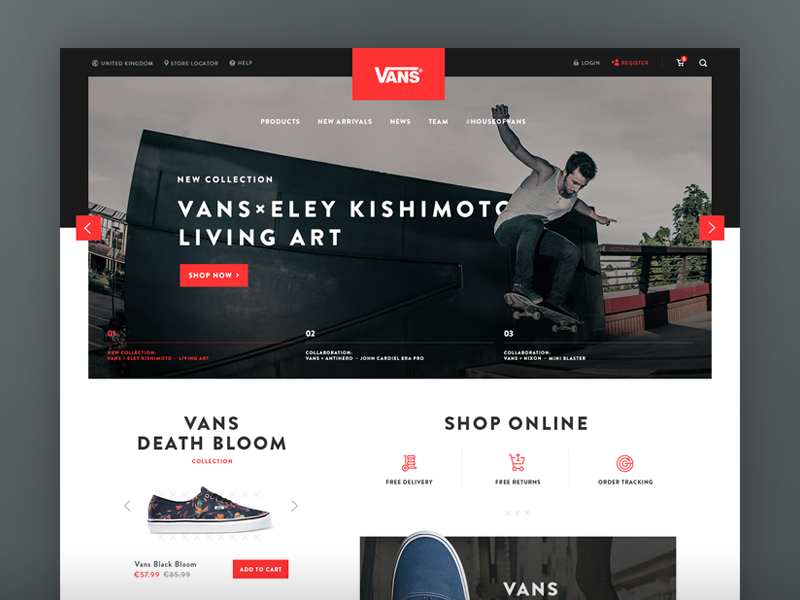 UNITED KINGDOM STORE LOCATOR HELP
VANS
LOGIN REGISTER
PRODUCTS NEW ARRIVALS NEWS TEAM #HOUSEOFVANS
NEW COLLECTION
VANS×ELEY KISHIMOTO
LIVING ART
SHOP NOW >
01
NEW COLLECTION:
VANS × ELEY KISHIMOTO – LIVING ART
02
COLLABORATION:
VANS × ANTIHERO – JOHN CARDIEL ERA PRO
03
COLLABORATION:
VANS × NIXON – MINI BLASTER
VANS
DEATH BLOOM
COLLECTION
Vans Black Bloom
€57.99 €85.99
ADD TO CART
SHOP ONLINE
FREE DELIVERY
FREE RETURNS
ORDER TRACKING
VANS